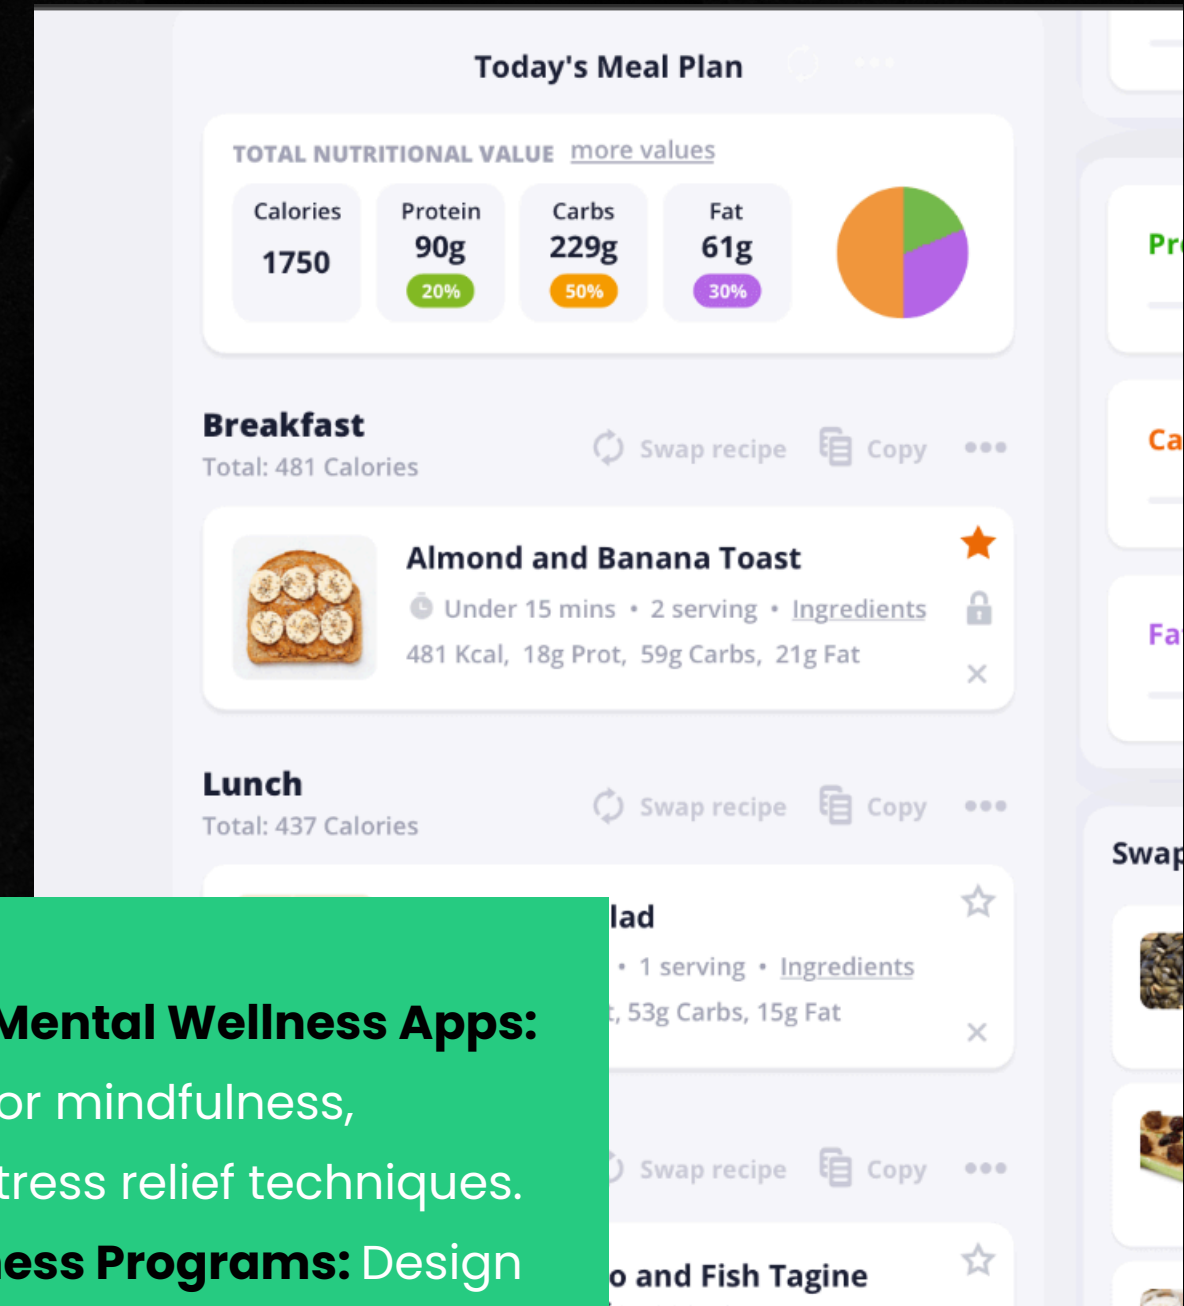 Today's Meal Plan
TOTAL NUTRITIONAL VALUE more values
Calories
1750
Protein
90g
20%
Carbs
229g
50%
Fat
61g
30%
Breakfast
Total: 481 Calories
Swap recipe Copy
Almond and Banana Toast
Under 15 mins • 2 serving • Ingredients
481 Kcal, 18g Prot, 59g Carbs, 21g Fat
Lunch
Total: 437 Calories
Swap recipe Copy
lad
• 1 serving • Ingredients
t, 53g Carbs, 15g Fat
Swap recipe Copy
o and Fish Tagine
Mental Wellness Apps:
or mindfulness,
tress relief techniques.
ness Programs: Design
Pr
Ca
Fa
Swap